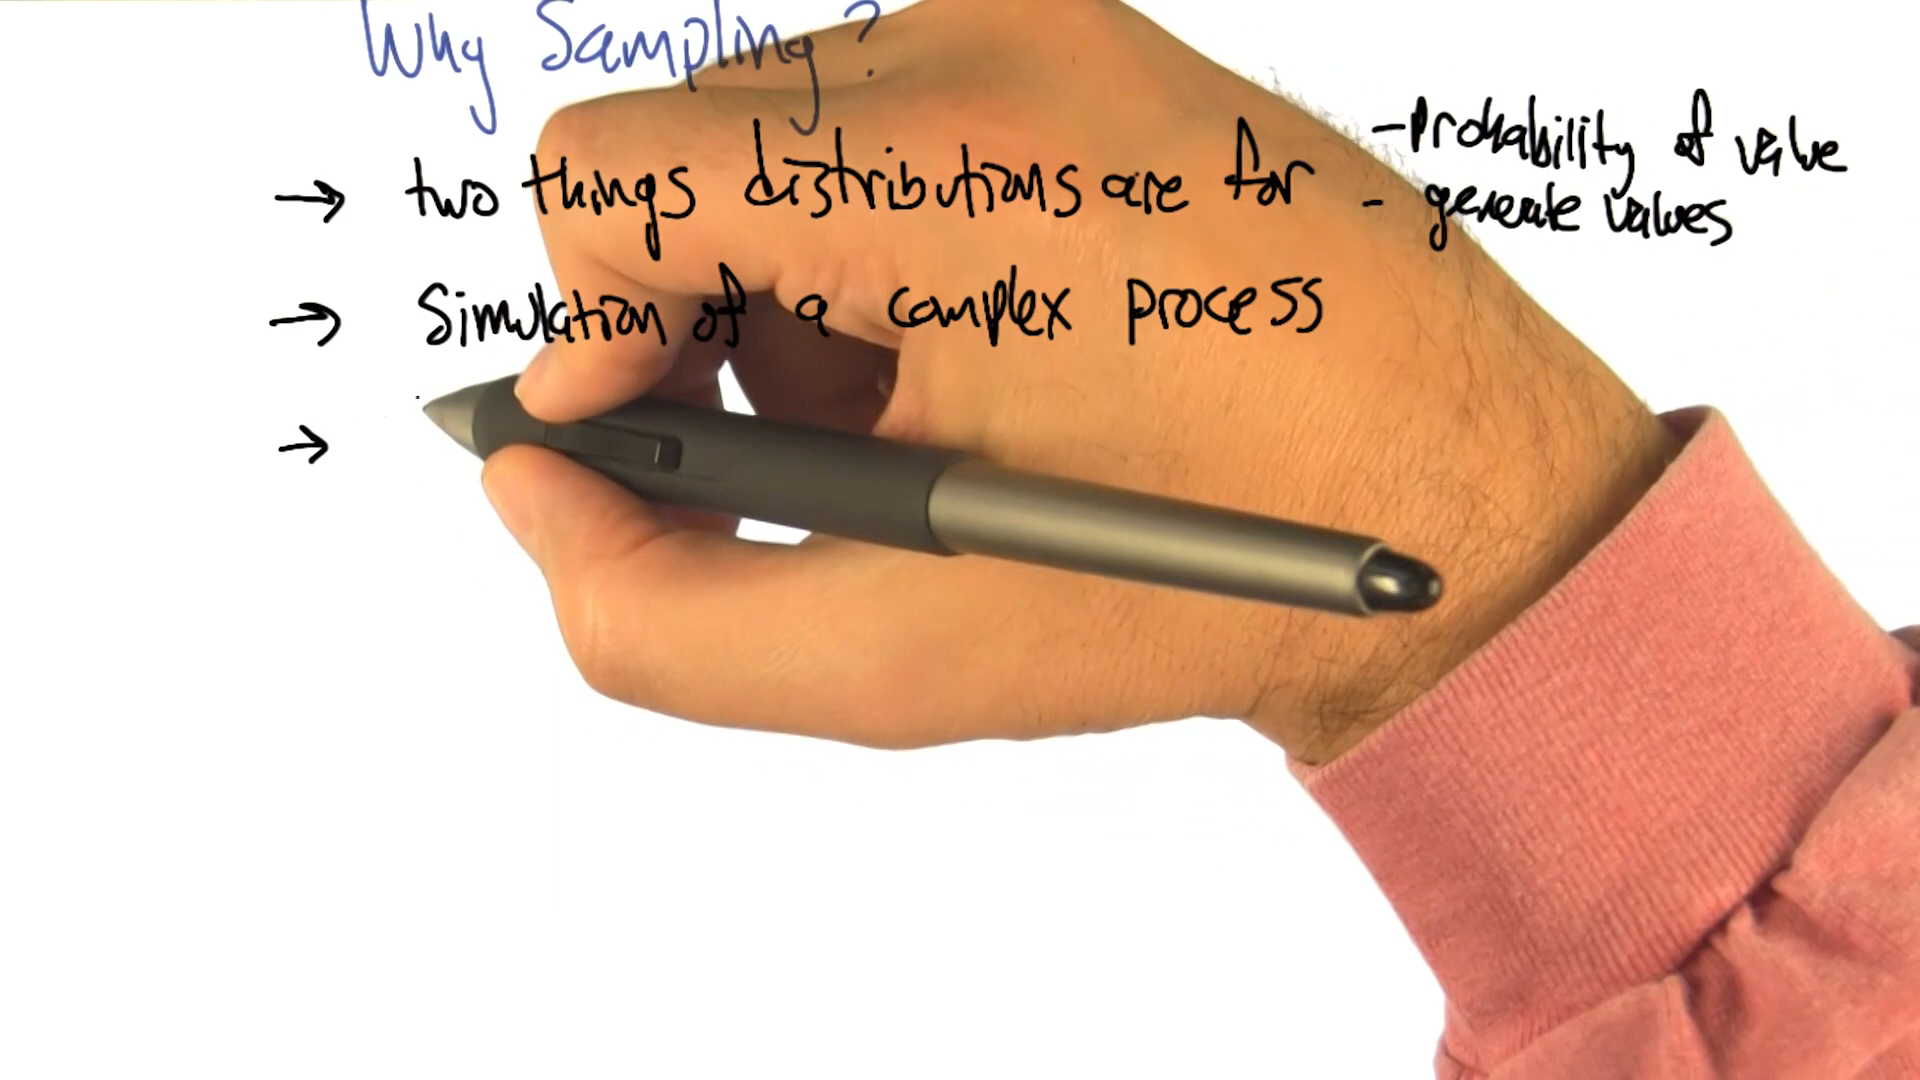 Why Sampling?
→ two things distributions are for - probability of value
- generate values
→ Simulation of a complex process
→